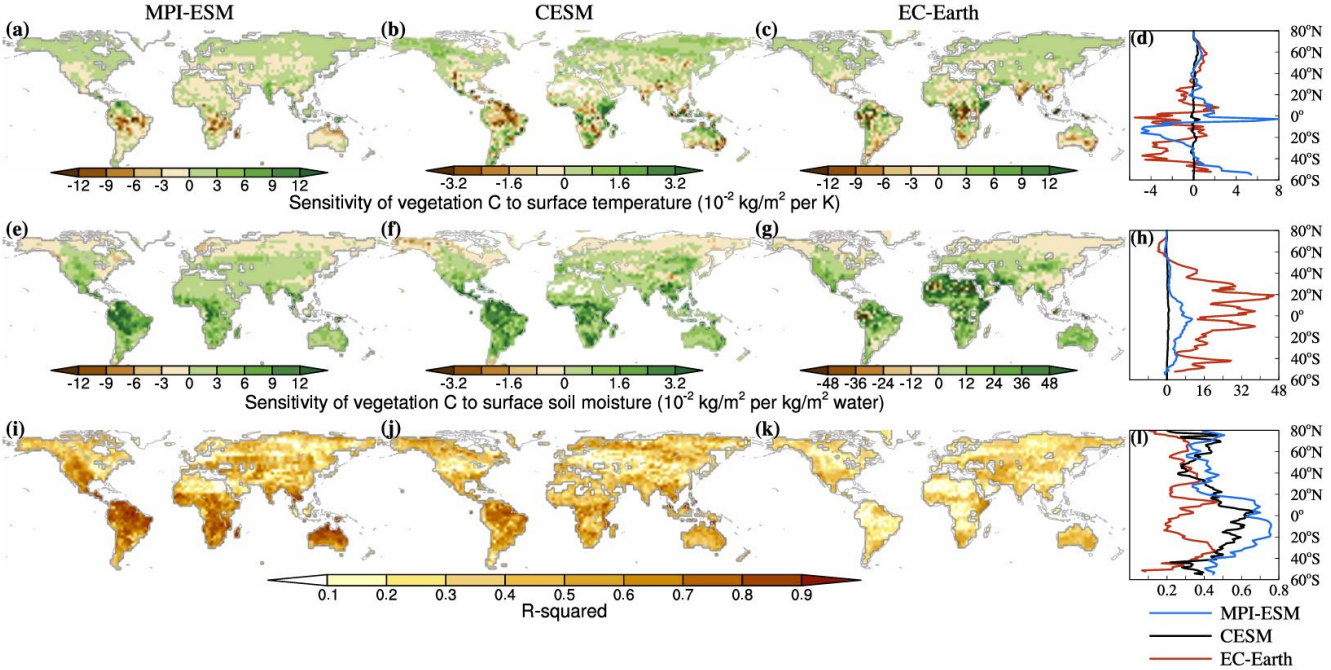 MPI-ESM CESM EC-Earth
(a) (b) (c) (d) 80°N
60°N
40°N
20°N
0°
20°S
40°S
60°S
-12 -9 -6 -3 0 3 6 9 12 -3.2 -1.6 0 1.6 3.2 -12 -9 -6 -3 0 3 6 9 12 -4 0 4 8
Sensitivity of vegetation C to surface temperature (10⁻² kg/m² per K)
(e) (f) (g) (h) 80°N
60°N
40°N
20°N
0°
20°S
40°S
60°S
-12 -9 -6 -3 0 3 6 9 12 -3.2 -1.6 0 1.6 3.2 -48 -36 -24 -12 0 12 24 36 48 0 16 32 48
Sensitivity of vegetation C to surface soil moisture (10⁻² kg/m² per kg/m² water)
(i) (j) (k) (l) 80°N
60°N
40°N
20°N
0°
20°S
40°S
60°S
0.1 0.2 0.3 0.4 0.5 0.6 0.7 0.8 0.9 0.2 0.4 0.6 0.8
R-squared
MPI-ESM
CESM
EC-Earth